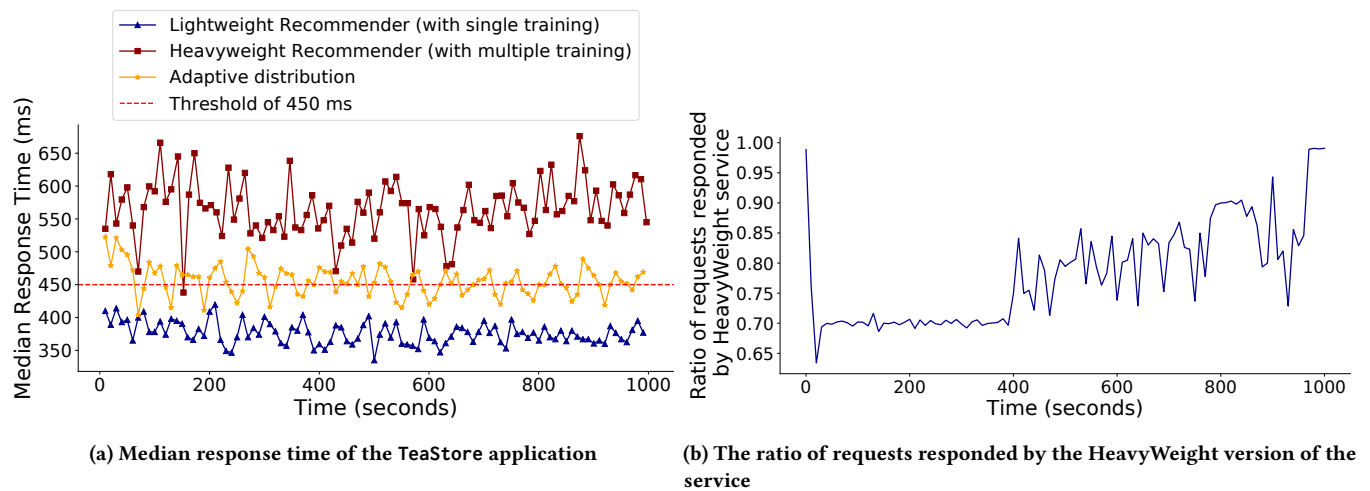 Lightweight Recommender (with single training)
Heavyweight Recommender (with multiple training)
Adaptive distribution
Threshold of 450 ms
Median Response Time (ms)
650
600
550
500
450
400
350
0
200
400
600
800
1000
Time (seconds)
(a) Median response time of the TeaStore application
Ratio of requests responded
by HeavyWeight service
1.00
0.95
0.90
0.85
0.80
0.75
0.70
0.65
0
200
400
600
800
1000
Time (seconds)
(b) The ratio of requests responded by the HeavyWeight version of the
service